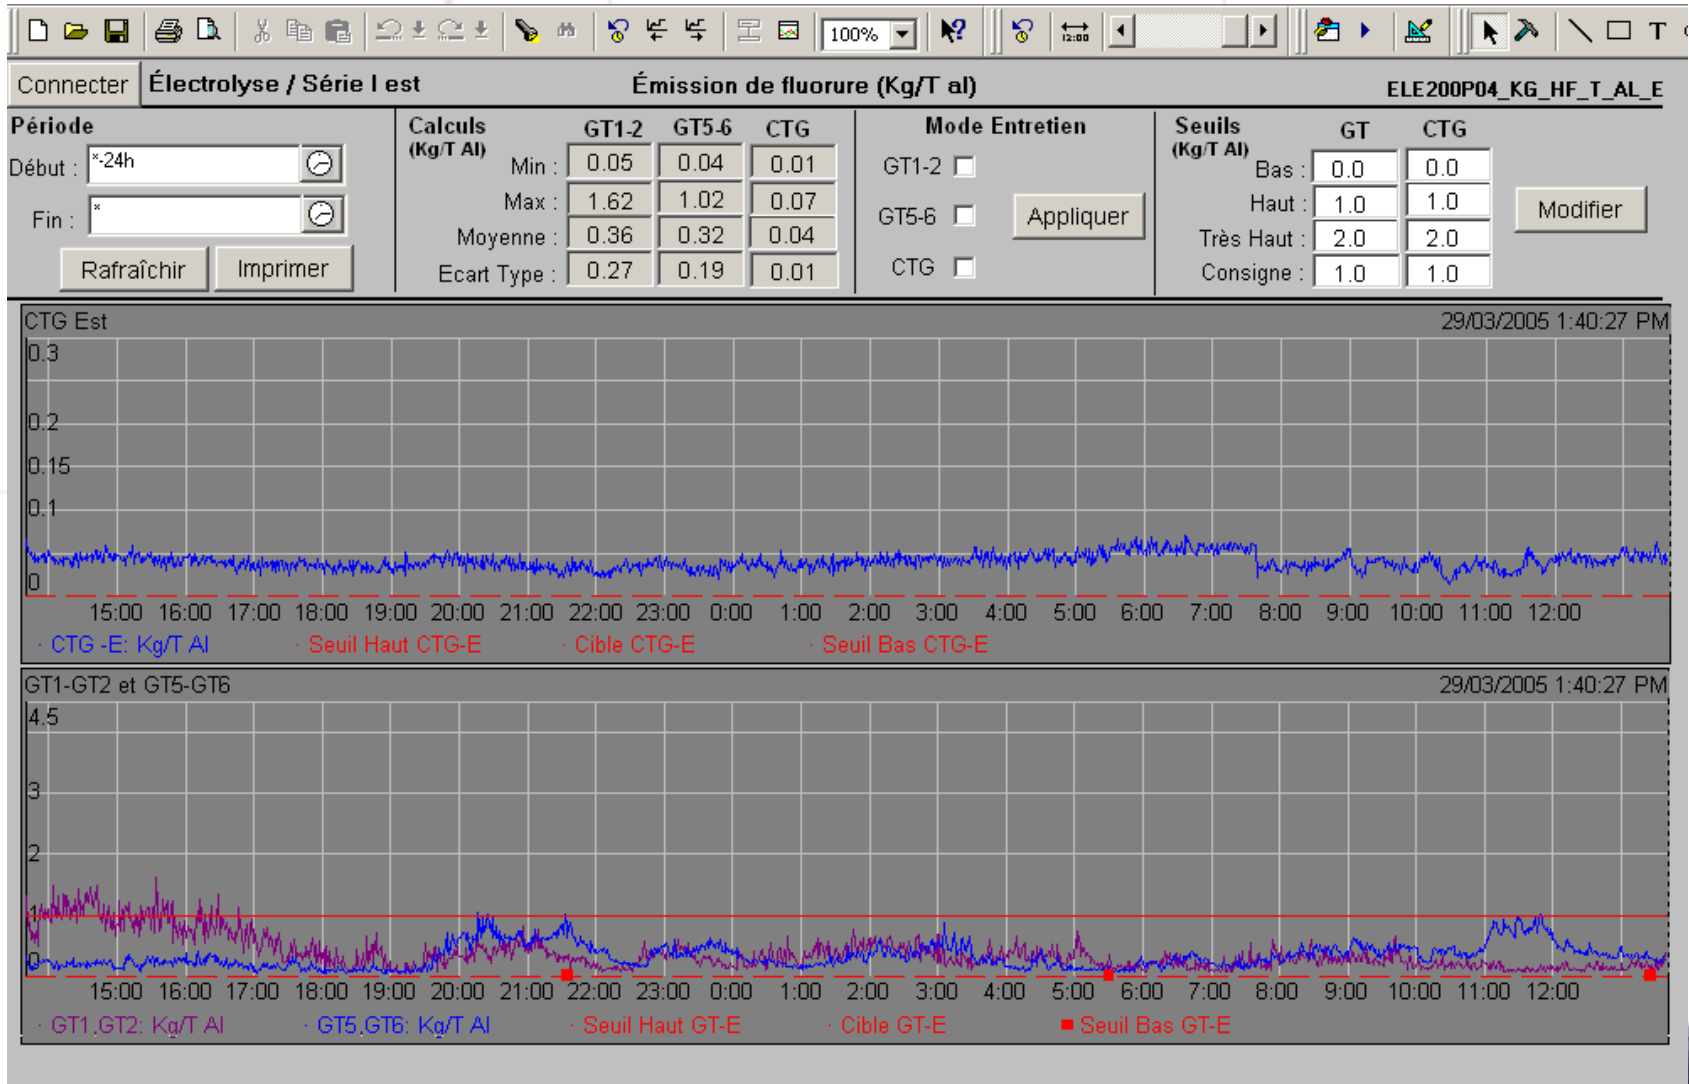 100%
12:00
T
Connecter Électrolyse / Série I est Émission de fluorure (Kg/T al) ELE200P04_KG_HF_T_AL_E
Période
Début : *-24h
Fin : *
Rafraîchir Imprimer
Calculs GT1-2 GT5-6 CTG
(Kg/T Al)
Min : 0.05 0.04 0.01
Max : 1.62 1.02 0.07
Moyenne : 0.36 0.32 0.04
Ecart Type : 0.27 0.19 0.01
Mode Entretien
GT1-2
GT5-6
CTG
Appliquer
Seuils GT CTG
(Kg/T Al)
Bas : 0.0 0.0
Haut : 1.0 1.0
Très Haut : 2.0 2.0
Consigne : 1.0 1.0
Modifier
CTG Est 29/03/2005 1:40:27 PM
0.3
0.2
0.15
0.1
0
15:00 16:00 17:00 18:00 19:00 20:00 21:00 22:00 23:00 0:00 1:00 2:00 3:00 4:00 5:00 6:00 7:00 8:00 9:00 10:00 11:00 12:00
· CTG -E: Kg/T Al · Seuil Haut CTG-E · Cible CTG-E · Seuil Bas CTG-E
GT1-GT2 et GT5-GT6 29/03/2005 1:40:27 PM
4.5
3
2
1
0
15:00 16:00 17:00 18:00 19:00 20:00 21:00 22:00 23:00 0:00 1:00 2:00 3:00 4:00 5:00 6:00 7:00 8:00 9:00 10:00 11:00 12:00
· GT1,GT2: Kg/T Al · GT5,GT6: Kg/T Al · Seuil Haut GT-E · Cible GT-E Seuil Bas GT-E